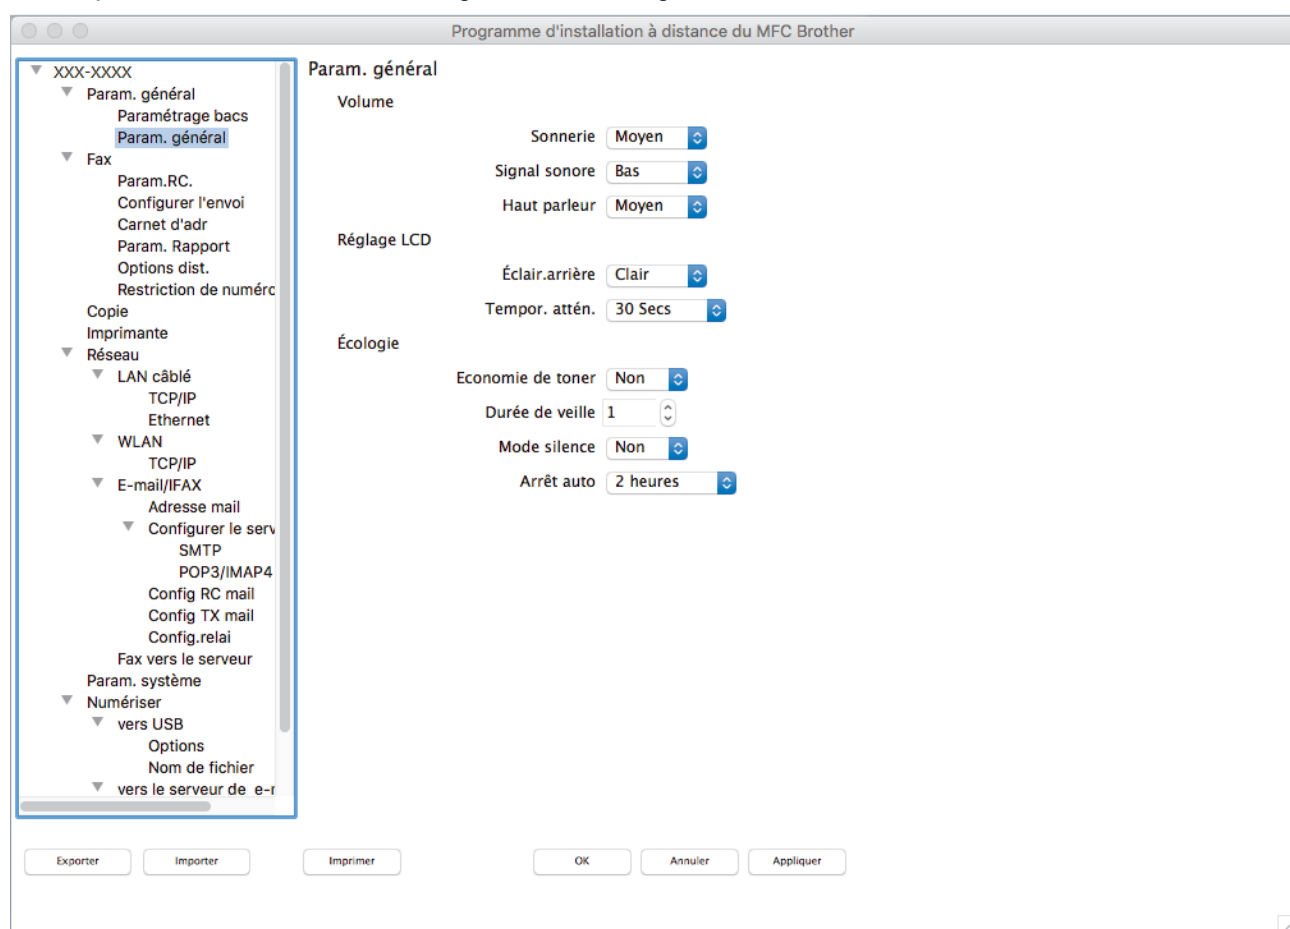 Programme d'installation à distance du MFC Brother
XXX-XXXX
Param. général
Paramétrage bacs
Param. général
Fax
Param.RC.
Configurer l'envoi
Carnet d'adr
Param. Rapport
Options dist.
Restriction de numérc
Copie
Imprimante
Réseau
LAN câblé
TCP/IP
Ethernet
WLAN
TCP/IP
E-mail/IFAX
Adresse mail
Configurer le serv
SMTP
POP3/IMAP4
Config RC mail
Config TX mail
Config.relai
Fax vers le serveur
Param. système
Numériser
vers USB
Options
Nom de fichier
vers le serveur de e-r
Param. général
Volume
Sonnerie Moyen
Signal sonore Bas
Haut parleur Moyen
Réglage LCD
Éclair.arrière Clair
Tempor. attén. 30 Secs
Écologie
Economie de toner Non
Durée de veille 1
Mode silence Non
Arrêt auto 2 heures
Exporter Importer Imprimer OK Annuler Appliquer